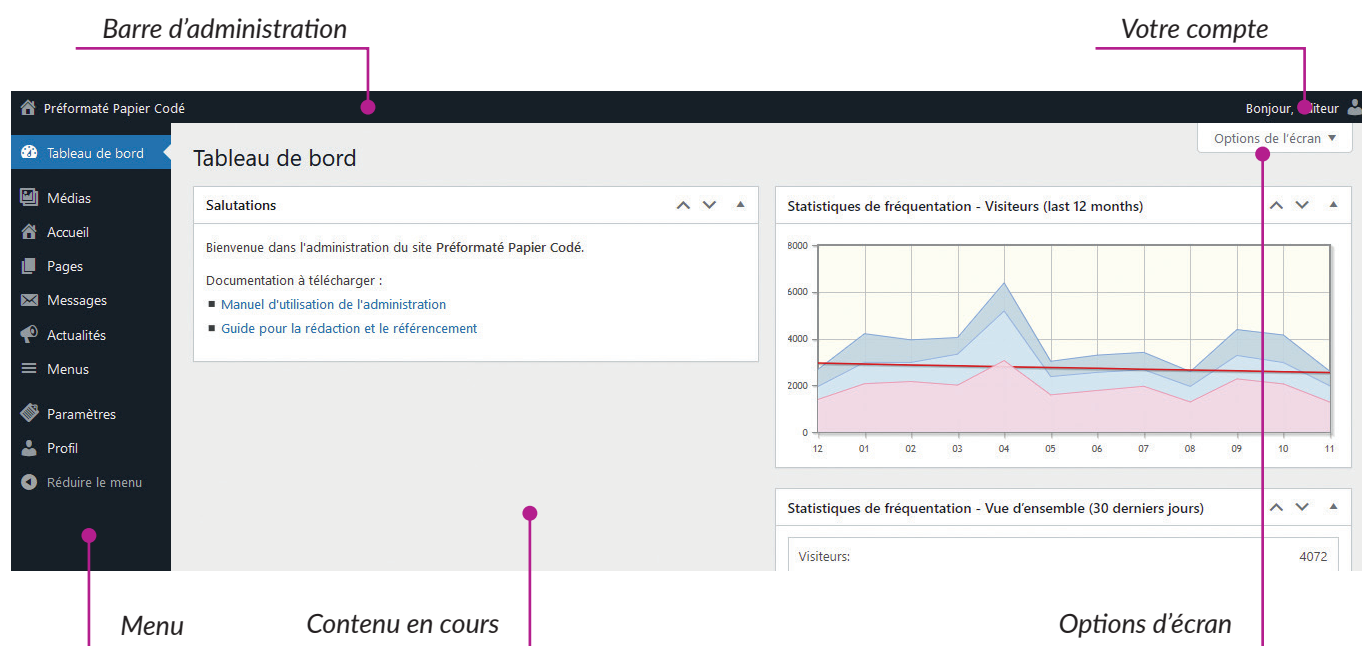 Barre d’administration
Votre compte
Préformaté Papier Codé
Bonjour, iteur
Tableau de bord
Médias
Accueil
Pages
Messages
Actualités
Menus
Paramètres
Profil
Réduire le menu
Options de l'écran ▼
Tableau de bord
Salutations
Bienvenue dans l'administration du site Préformaté Papier Codé.
Documentation à télécharger :
■ Manuel d'utilisation de l'administration
■ Guide pour la rédaction et le référencement
Statistiques de fréquentation - Visiteurs (last 12 months)
8000
6000
4000
2000
0
12 01 02 03 04 05 06 07 08 09 10 11
Statistiques de fréquentation - Vue d’ensemble (30 derniers jours)
Visiteurs: 4072
Menu
Contenu en cours
Options d’écran